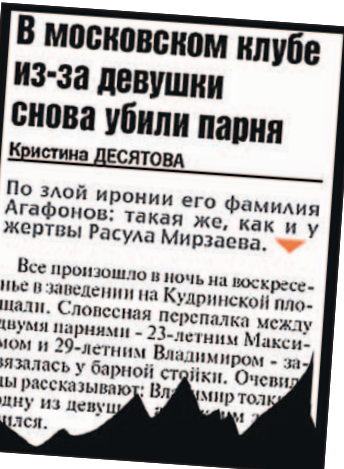 В московском клубе
из-за девушки
снова убили парня
Кристина ДЕСЯТОВА
По злой иронии его фамилия
Агафонов: такая же, как и у
жертвы Расула Мирзаева.
Все произошло в ночь на воскресе-
нье в заведении на Кудринской пло-
щади. Словесная перепалка между
двумя парнями - 23-летним Макси-
мом и 29-летним Владимиром - за-
вязалась у барной стойки. Очевид
цы рассказывают: Владимир толк
одну из девуш